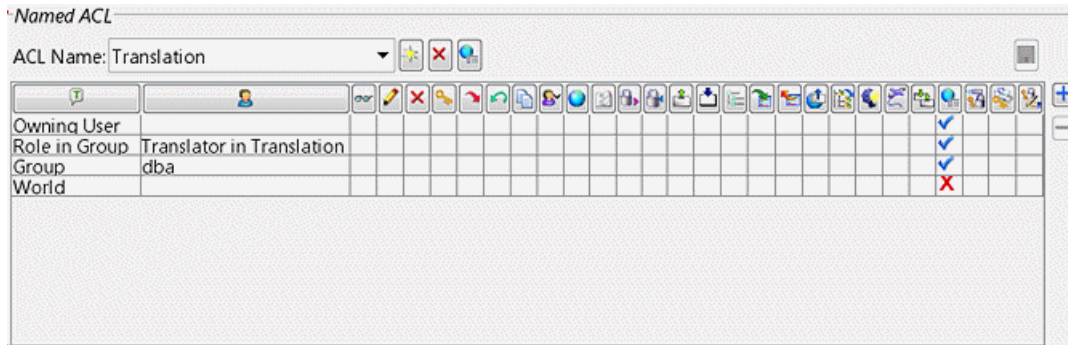 Named ACL
ACL Name: Translation
Owning User
Role in Group Translator in Translation
Group dba
World